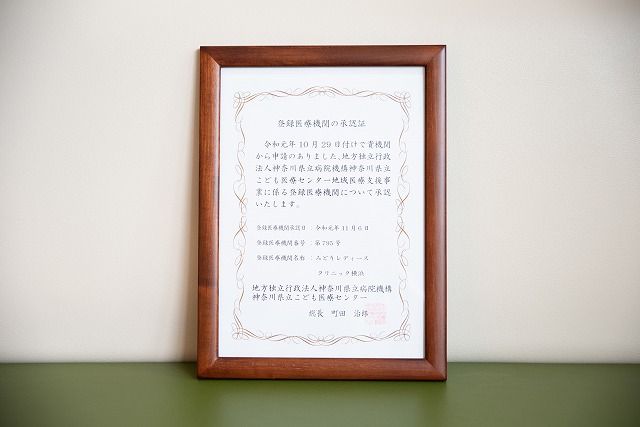 登録医療機関の承認証
令和元年10月29日付けで貴機関
から申請のありました、地方独立行政
法人神奈川県立病院機構神奈川県立
こども医療センター地域医療支援事
業に係る登録医療機関について承認
いたします。
登録医療機関承認日：令和元年11月6日
登録医療機関番号：第795号
登録医療機関名称：みどりレディース
クリニック横浜
地方独立行政法人神奈川県立病院機構
神奈川県立こども医療センター
総長 町田 治郎